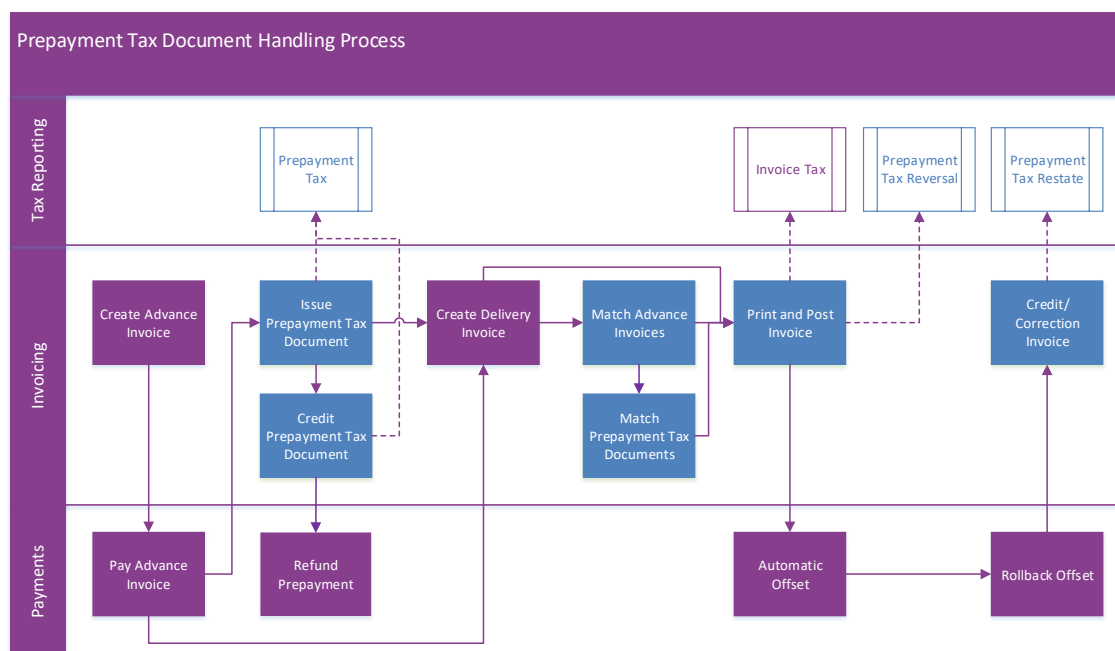 Prepayment Tax Document Handling Process
Tax Reporting
Prepayment
Tax
Invoice Tax
Prepayment
Tax Reversal
Prepayment
Tax Restate
Invoicing
Create Advance
Invoice
Issue
Prepayment Tax
Document
Create Delivery
Invoice
Match Advance
Invoices
Print and Post
Invoice
Credit/
Correction
Invoice
Credit
Prepayment Tax
Document
Match
Prepayment Tax
Documents
Payments
Pay Advance
Invoice
Refund
Prepayment
Automatic
Offset
Rollback Offset